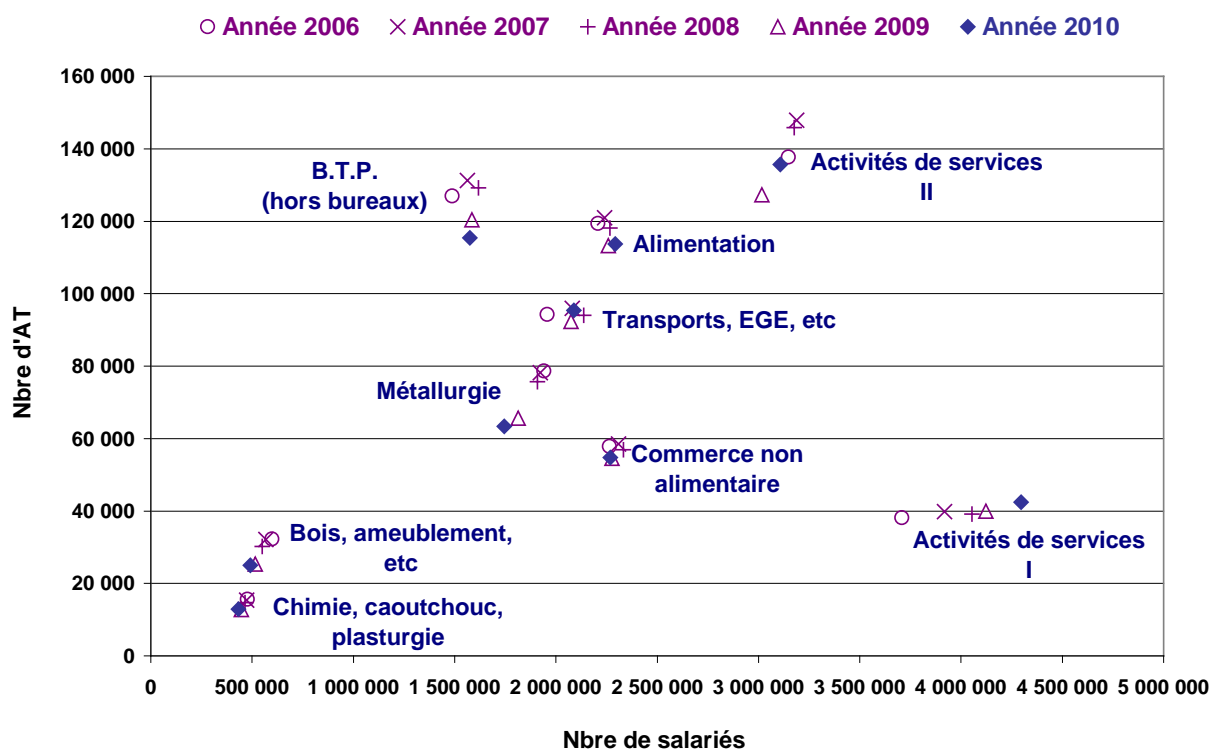 Année 2006 Année 2007 Année 2008 Année 2009 Année 2010
160 000
140 000
120 000
100 000
80 000
60 000
40 000
20 000
0
Nbre d'AT
B.T.P.
(hors bureaux)
Activités de services
II
Alimentation
Transports, EGE, etc
Métallurgie
Commerce non
alimentaire
Activités de services
I
Bois, ameublement,
etc
Chimie, caoutchouc,
plasturgie
0 500 000 1 000 000 1 500 000 2 000 000 2 500 000 3 000 000 3 500 000 4 000 000 4 500 000 5 000 000
Nbre de salariés